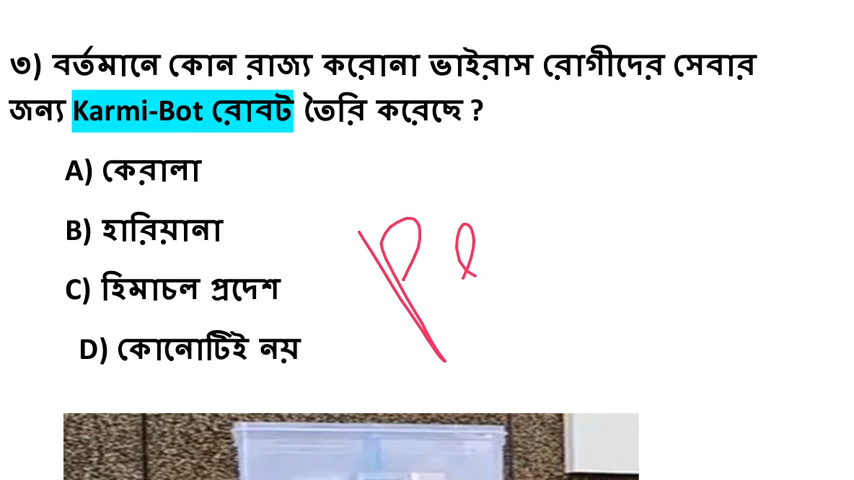 ৩) বর্তমানে কোন রাজ্য করোনা ভাইরাস রোগীদের সেবার
জন্য Karmi-Bot রোবট তৈরি করেছে ?
A) কেরালা
B) হারিয়ানা
C) হিমাচল প্রদেশ
D) কোনোটিই নয়